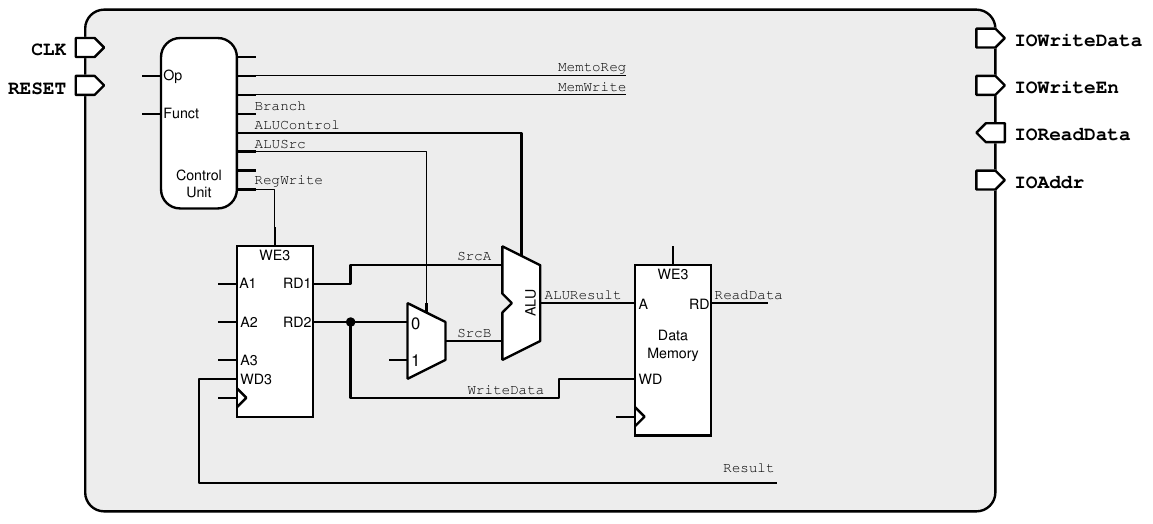 CLK
RESET
IOWriteData
IOWriteEn
IOReadData
IOAddr
Op
Funct
Control
Unit
MemtoReg
MemWrite
Branch
ALUControl
ALUSrc
RegWrite
WE3
A1
RD1
A2
RD2
A3
WD3
0
1
SrcA
SrcB
ALU
ALUResult
WE3
A
RD
ReadData
Data
Memory
WD
WriteData
Result